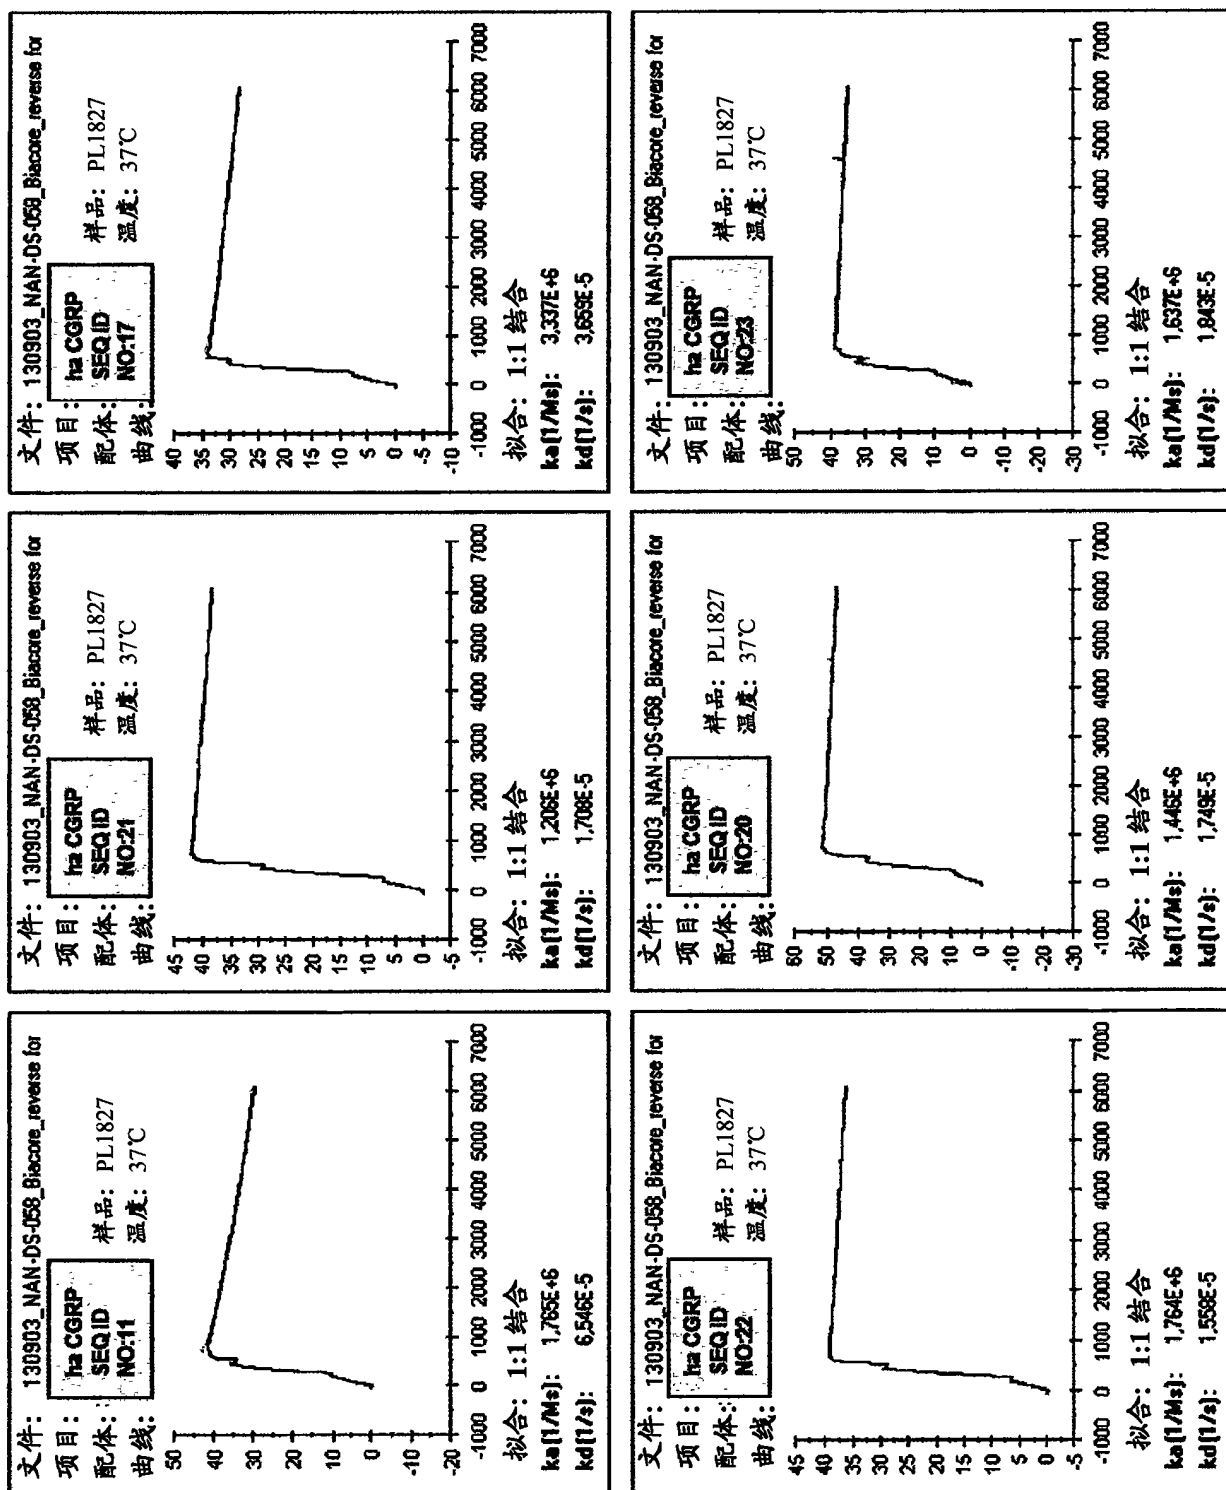 文件: 130903_NAN-DS-058_Biacore_reverse for
项目:
配体:
曲线:
ha CGRP
SEQ ID
NO:11
样品: PL1827
温度: 37℃
50
40
30
20
10
0
-10
-20
-1000 0 1000 2000 3000 4000 5000 6000 7000
拟合: 1:1 结合
ka(1/Ms): 1,765E+6
kd(1/s): 6,546E-5
文件: 130903_NAN-DS-058_Biacore_reverse for
项目:
配体:
曲线:
ha CGRP
SEQ ID
NO:21
样品: PL1827
温度: 37℃
45
40
35
30
25
20
15
10
5
0
-5
-1000 0 1000 2000 3000 4000 5000 6000 7000
拟合: 1:1 结合
ka(1/Ms): 1,206E+6
kd(1/s): 1,708E-5
文件: 130903_NAN-DS-058_Biacore_reverse for
项目:
配体:
曲线:
ha CGRP
SEQ ID
NO:17
样品: PL1827
温度: 37℃
40
35
30
25
20
15
10
5
0
-5
-10
-1000 0 1000 2000 3000 4000 5000 6000 7000
拟合: 1:1 结合
ka(1/Ms): 3,337E+6
kd(1/s): 3,659E-5
文件: 130903_NAN-DS-058_Biacore_reverse for
项目:
配体:
曲线:
ha CGRP
SEQ ID
NO:22
样品: PL1827
温度: 37℃
45
40
35
30
25
20
15
10
5
0
-5
-1000 0 1000 2000 3000 4000 5000 6000 7000
拟合: 1:1 结合
ka(1/Ms): 1,764E+6
kd(1/s): 1,558E-5
文件: 130903_NAN-DS-058_Biacore_reverse for
项目:
配体:
曲线:
ha CGRP
SEQ ID
NO:20
样品: PL1827
温度: 37℃
60
50
40
30
20
10
0
-10
-20
-30
-1000 0 1000 2000 3000 4000 5000 6000 7000
拟合: 1:1 结合
ka(1/Ms): 1,446E+6
kd(1/s): 1,749E-5
文件: 130903_NAN-DS-058_Biacore_reverse for
项目:
配体:
曲线:
ha CGRP
SEQ ID
NO:23
样品: PL1827
温度: 37℃
50
40
30
20
10
0
-10
-20
-30
-1000 0 1000 2000 3000 4000 5000 6000 7000
拟合: 1:1 结合
ka(1/Ms): 1,637E+6
kd(1/s): 1,843E-5